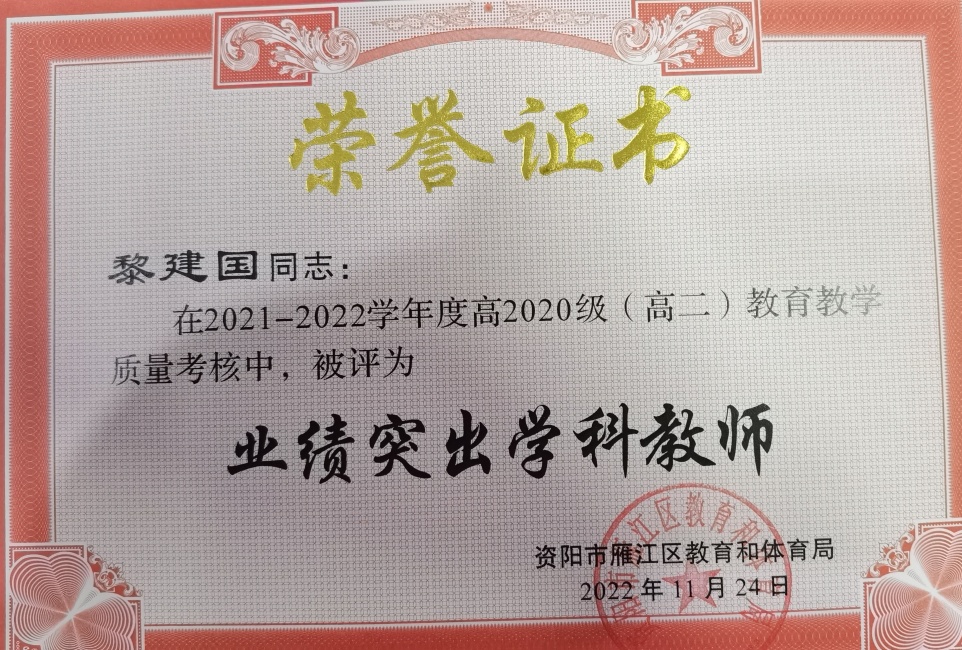 荣誉证书
黎建国同志：
在2021-2022学年度高2020级（高二）教育教学
质量考核中，被评为
业绩突出学科教师
资阳市雁江区教育和体育局
2022年11月24日